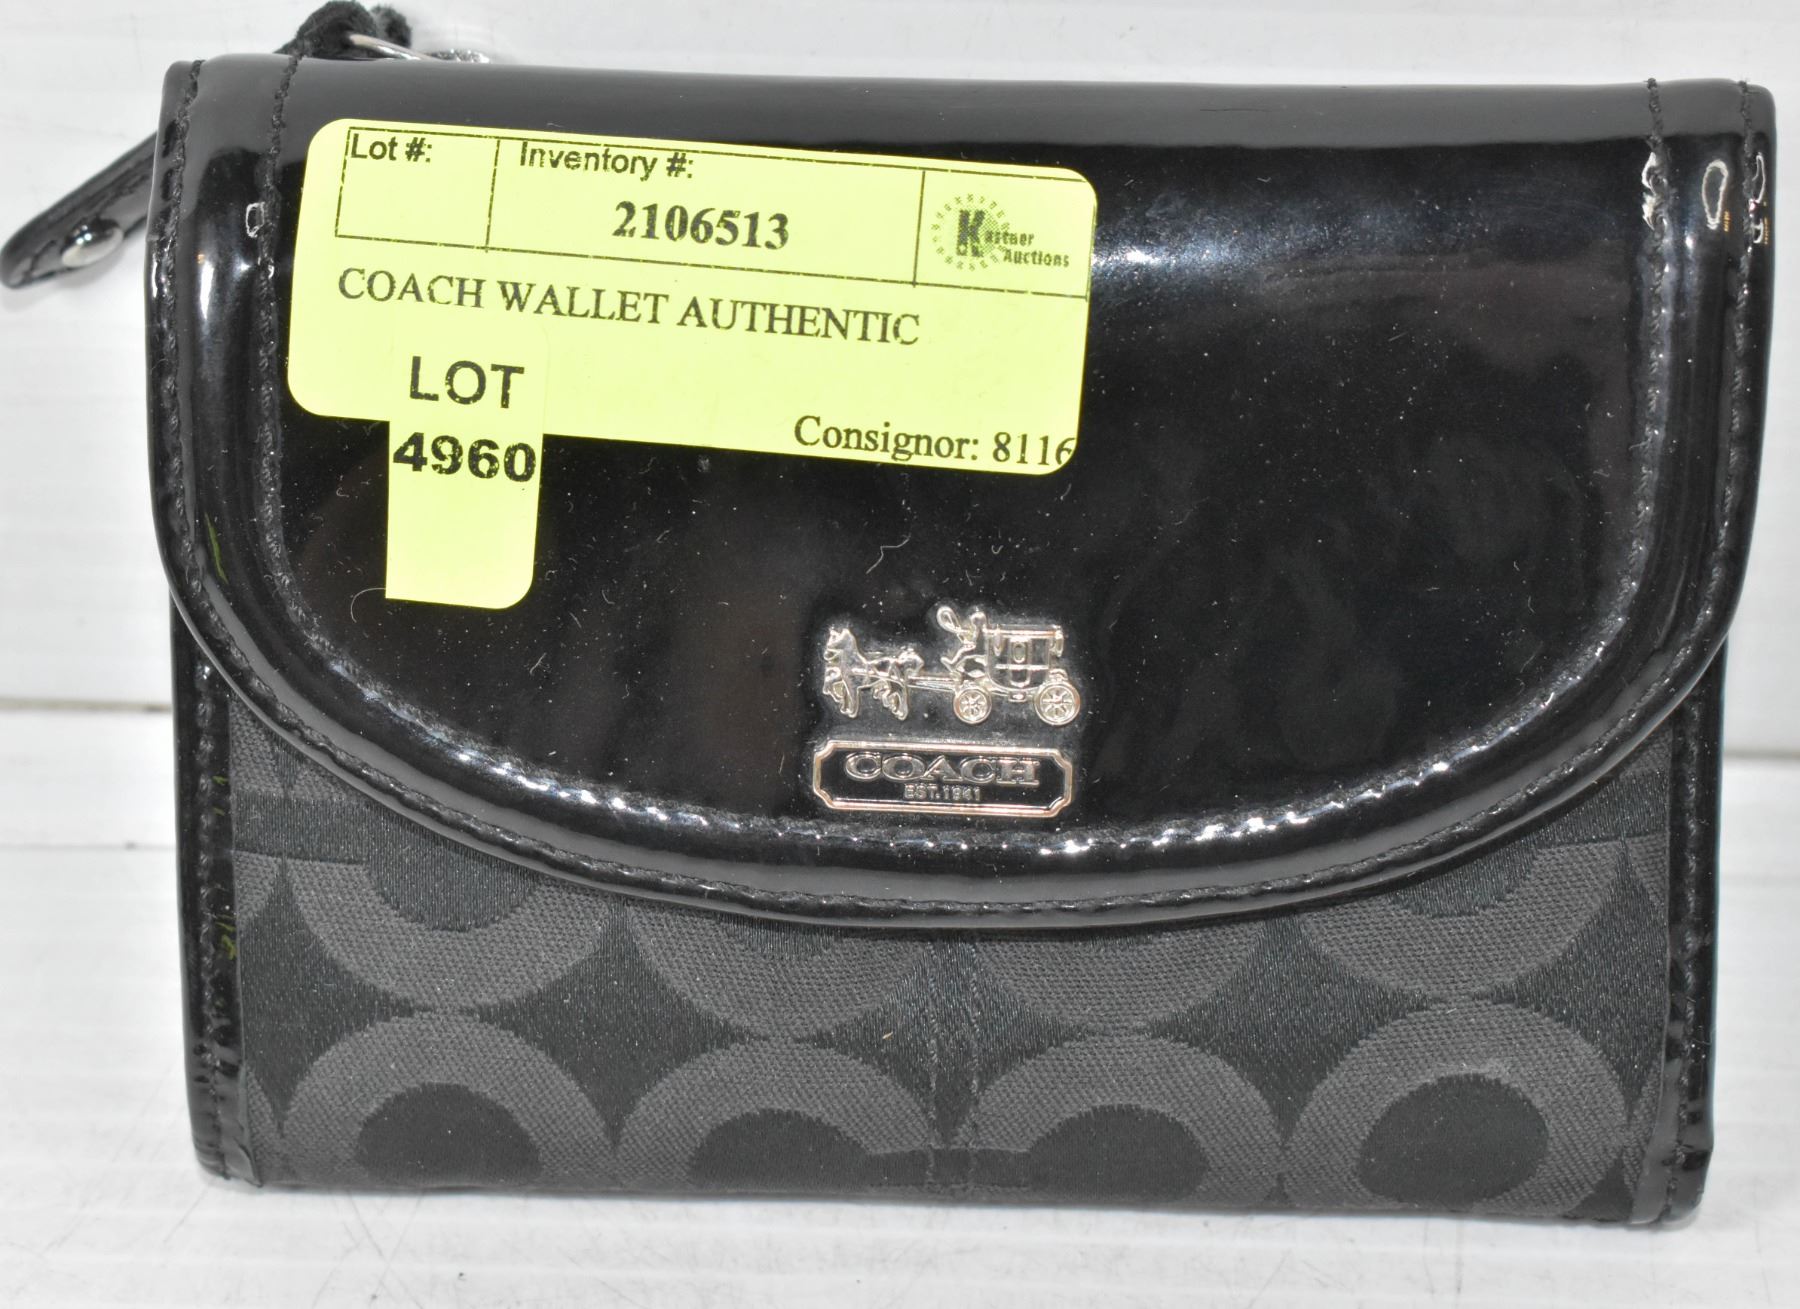 Lot #:
Inventory #:
2106513
Kastner
Auctions
COACH WALLET AUTHENTIC
LOT
4960
Consignor: 8116
COACH
EST. 1941